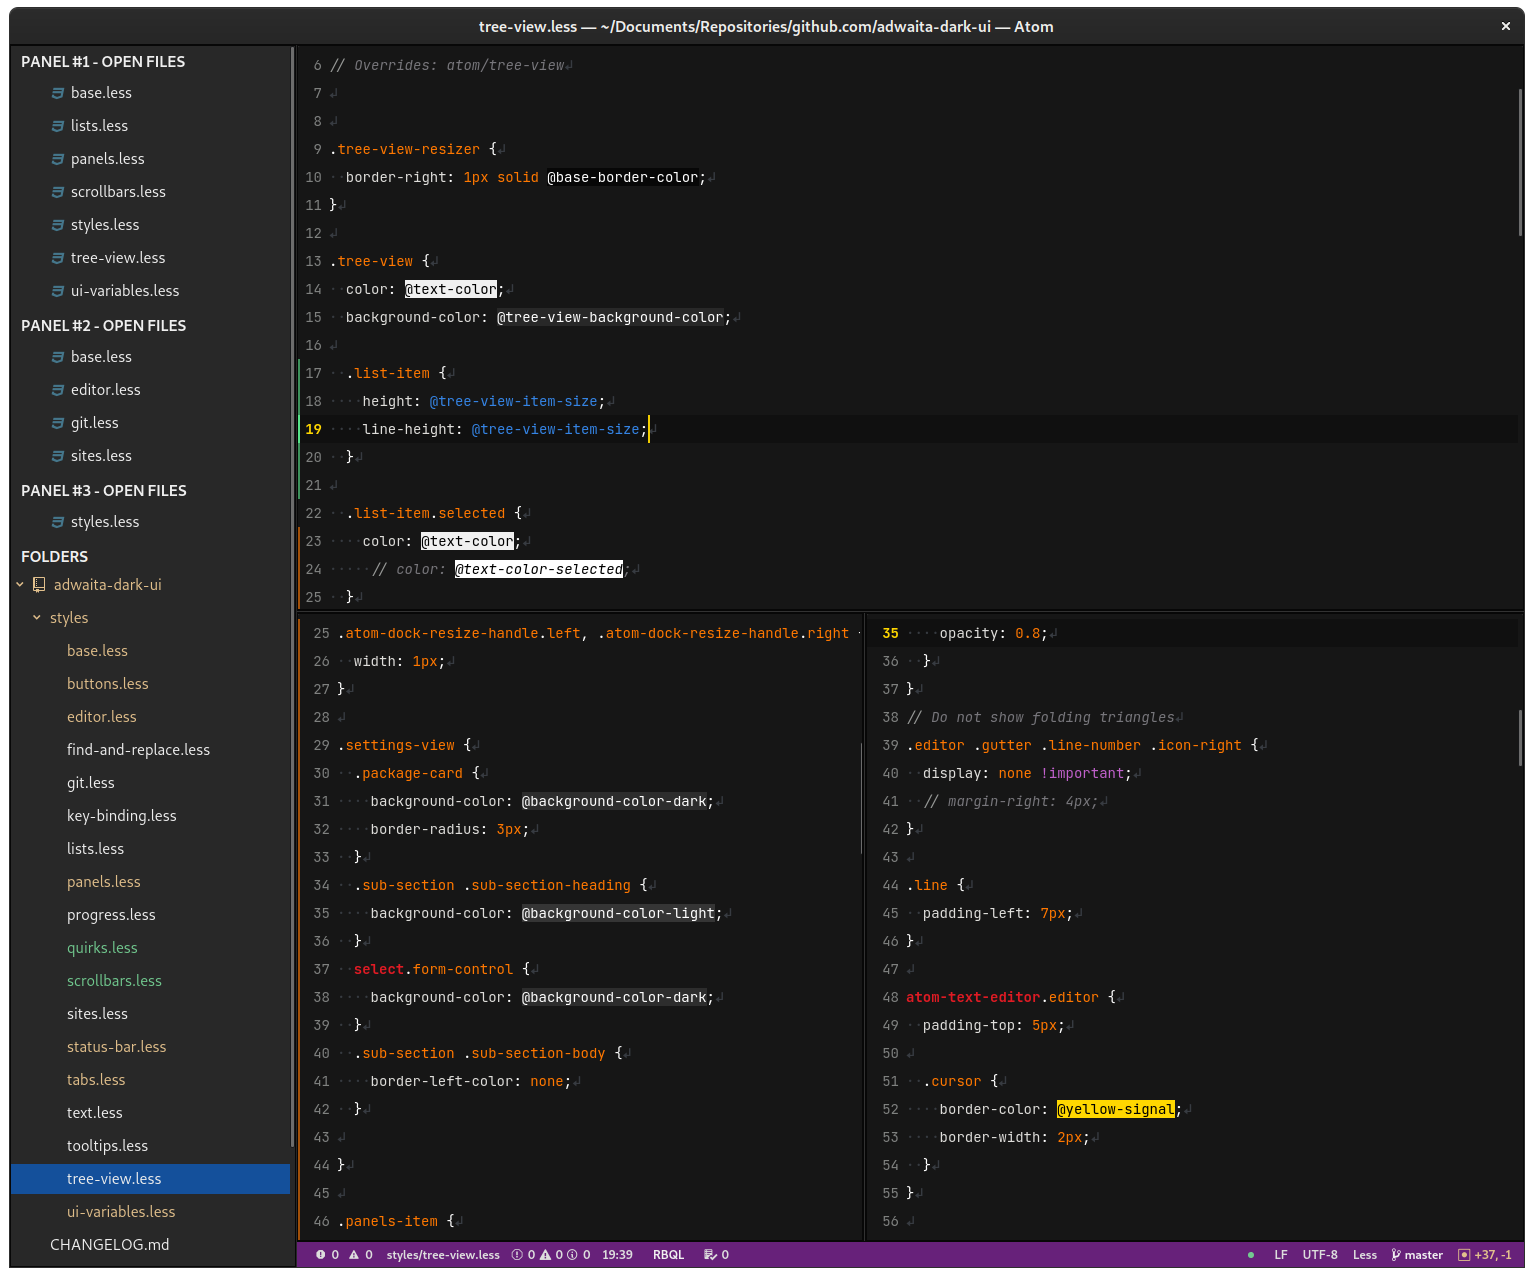 tree-view.less — ~/Documents/Repositories/github.com/adwaita-dark-ui — Atom
PANEL #1 - OPEN FILES
base.less
lists.less
panels.less
scrollbars.less
styles.less
tree-view.less
ui-variables.less
PANEL #2 - OPEN FILES
base.less
editor.less
git.less
sites.less
PANEL #3 - OPEN FILES
styles.less
FOLDERS
adwaita-dark-ui
styles
base.less
buttons.less
editor.less
find-and-replace.less
git.less
key-binding.less
lists.less
panels.less
progress.less
quirks.less
scrollbars.less
sites.less
status-bar.less
tabs.less
text.less
tooltips.less
tree-view.less
ui-variables.less
CHANGELOG.md
6 // Overrides: atom/tree-view
7
8
9 .tree-view-resizer {
10 border-right: 1px solid @base-border-color;
11 }
12
13 .tree-view {
14 color: @text-color;
15 background-color: @tree-view-background-color;
16
17 .list-item {
18 height: @tree-view-item-size;
19 line-height: @tree-view-item-size;
20 }
21
22 .list-item.selected {
23 color: @text-color;
24 // color: @text-color-selected;
25 }
25 .atom-dock-resize-handle.left, .atom-dock-resize-handle.right
26 width: 1px;
27 }
28
29 .settings-view {
30 .package-card {
31 background-color: @background-color-dark;
32 border-radius: 3px;
33 }
34 .sub-section .sub-section-heading {
35 background-color: @background-color-light;
36 }
37 select.form-control {
38 background-color: @background-color-dark;
39 }
40 .sub-section .sub-section-body {
41 border-left-color: none;
42 }
43
44 }
45
46 .panels-item {
35 opacity: 0.8;
36 }
37 }
38 // Do not show folding triangles
39 .editor .gutter .line-number .icon-right {
40 display: none !important;
41 // margin-right: 4px;
42 }
43
44 .line {
45 padding-left: 7px;
46 }
47
48 atom-text-editor.editor {
49 padding-top: 5px;
50
51 .cursor {
52 border-color: @yellow-signal;
53 border-width: 2px;
54 }
55 }
56
0 0 styles/tree-view.less 0 0 0 19:39 RBQL 0 LF UTF-8 Less master +37, -1